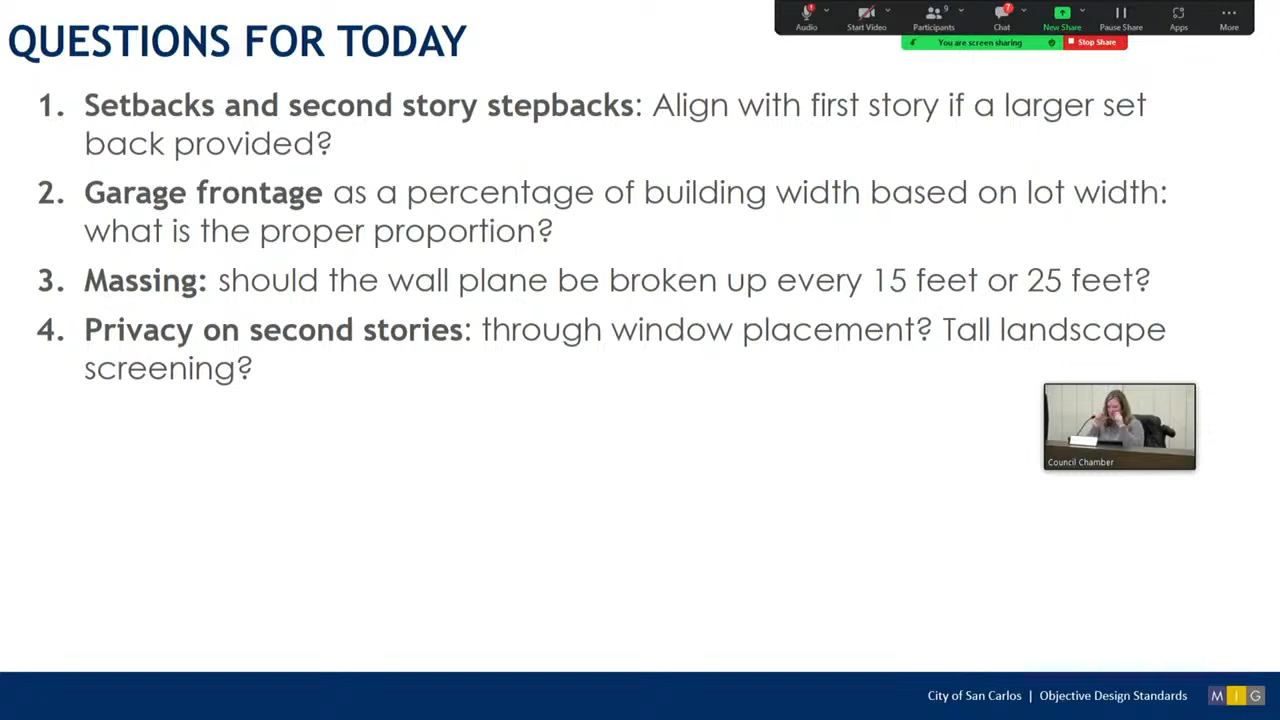 QUESTIONS FOR TODAY
Audio
Start Video
9
Participants
7
Chat
New Share
Pause Share
Apps
More
You are screen sharing
Stop Share
1. Setbacks and second story stepbacks: Align with first story if a larger set
back provided?
2. Garage frontage as a percentage of building width based on lot width:
what is the proper proportion?
3. Massing: should the wall plane be broken up every 15 feet or 25 feet?
4. Privacy on second stories: through window placement? Tall landscape
screening?
Council Chamber
City of San Carlos | Objective Design Standards
M I G